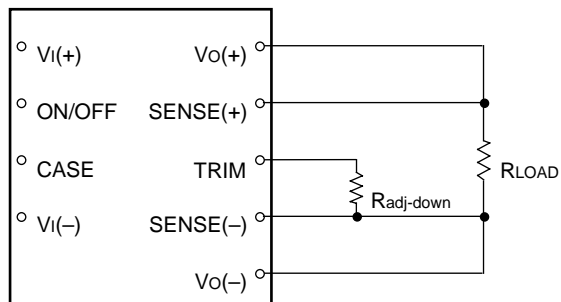 VI(+) VO(+)
ON/OFF SENSE(+)
CASE TRIM RLOAD
Radj-down
VI(–) SENSE(–)
VO(–)